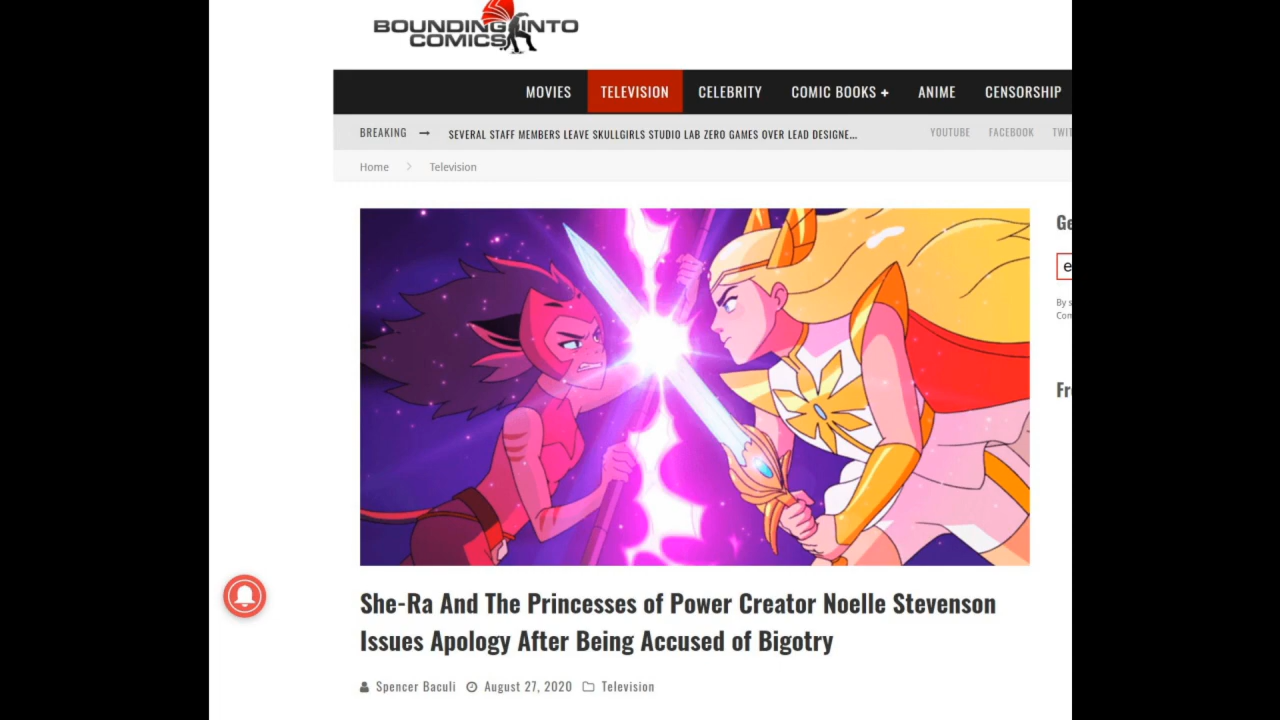 BOUNDING INTO
COMICS
MOVIES TELEVISION CELEBRITY COMIC BOOKS + ANIME CENSORSHIP
BREAKING → SEVERAL STAFF MEMBERS LEAVE SKULLGIRLS STUDIO LAB ZERO GAMES OVER LEAD DESIGNE... YOUTUBE FACEBOOK
Home > Television
She-Ra And The Princesses of Power Creator Noelle Stevenson
Issues Apology After Being Accused of Bigotry
Spencer Baculi August 27, 2020 Television